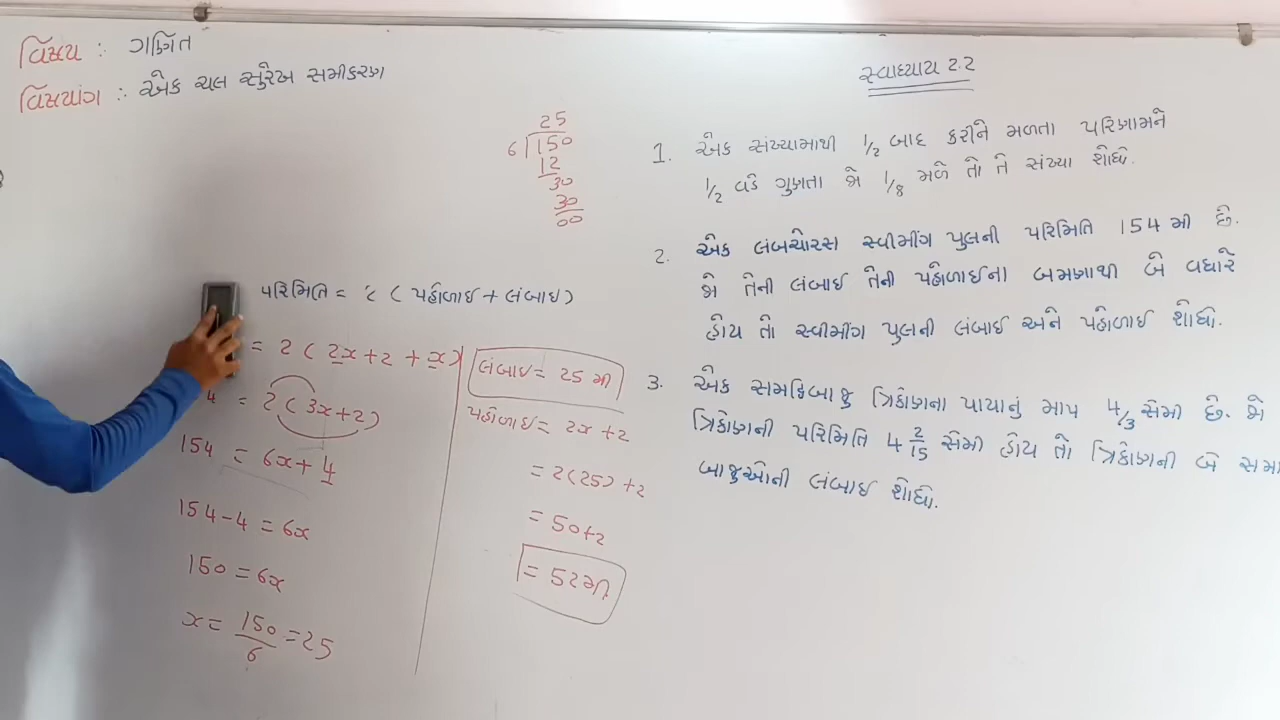 વિષય : ગણિત
વિષયાંગ : એક ચલ સુરેખ સમીકરણ
25
6 150
12
30
30
00
પરિમિતિ = 2 ( પહોળાઈ + લંબાઈ )
= 2 ( 2x + 2 + x )
4 = 2 ( 3x + 2 )
154 = 6x + 4
154 - 4 = 6x
150 = 6x
x = 150/6 = 25
લંબાઈ = 25 મી
પહોળાઈ = 2x + 2
= 2 (25) + 2
= 50 + 2
= 52 મી
સ્વાધ્યાય 2.2
1. એક સંખ્યામાથી 1/2 બાદ કરીને મળતા પરિણામને
1/2 વડે ગુણતા જો 1/8 મળે તો તે સંખ્યા શોધો.
2. એક લંબચોરસ સ્વીમીંગ પુલની પરિમિતિ 154 મી છે.
જો તેની લંબાઈ તેની પહોળાઈના બમણાથી બે વધારે
હોય તો સ્વીમીંગ પુલની લંબાઈ અને પહોળાઈ શોધો.
3. એક સમદ્વિબાજુ ત્રિકોણના પાયાનું માપ 4/3 સેમી છે. જો
ત્રિકોણની પરિમિતિ 4 2/15 સેમી હોય તો ત્રિકોણની બે સમા
બાજુઓની લંબાઈ શોધો.